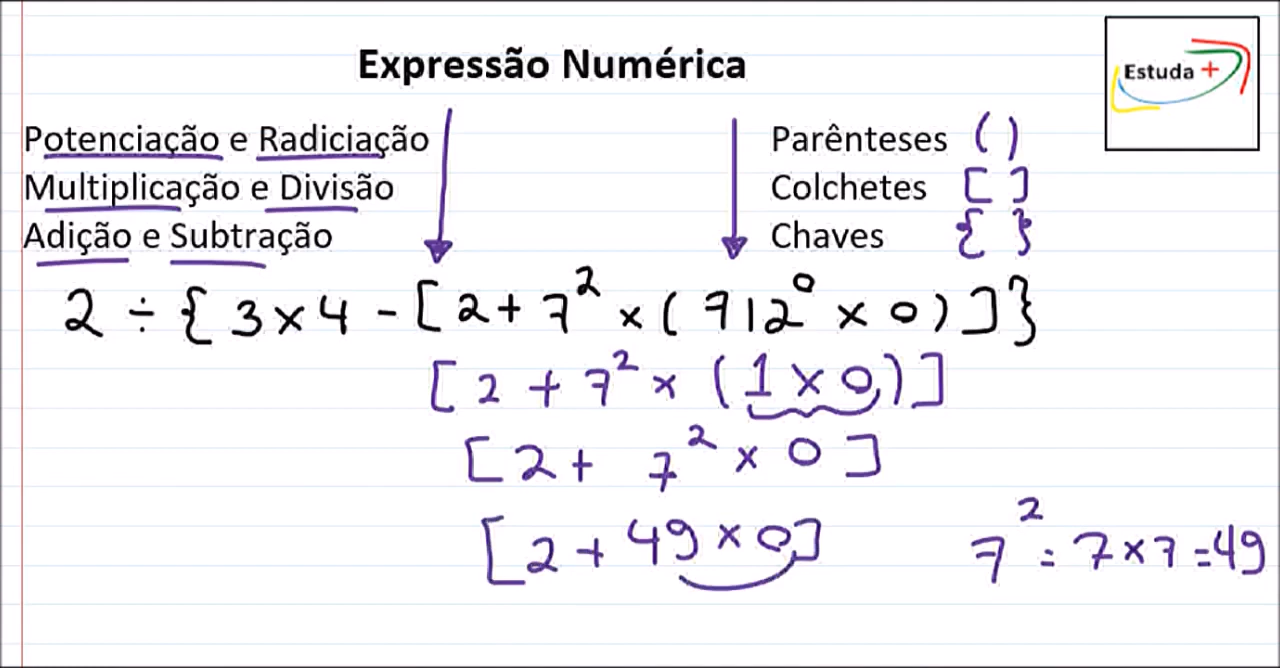 Expressão Numérica
Estuda +
Potenciação e Radiciação
Multiplicação e Divisão
Adição e Subtração
Parênteses ( )
Colchetes [ ]
Chaves { }
2 ÷ { 3 × 4 - [ 2 + 7² × ( 712⁰ × 0 ) ] }
[ 2 + 7² × ( 1 × 0 ) ]
[ 2 + 7² × 0 ]
[ 2 + 49 × 0 ]
7² = 7 × 7 = 49